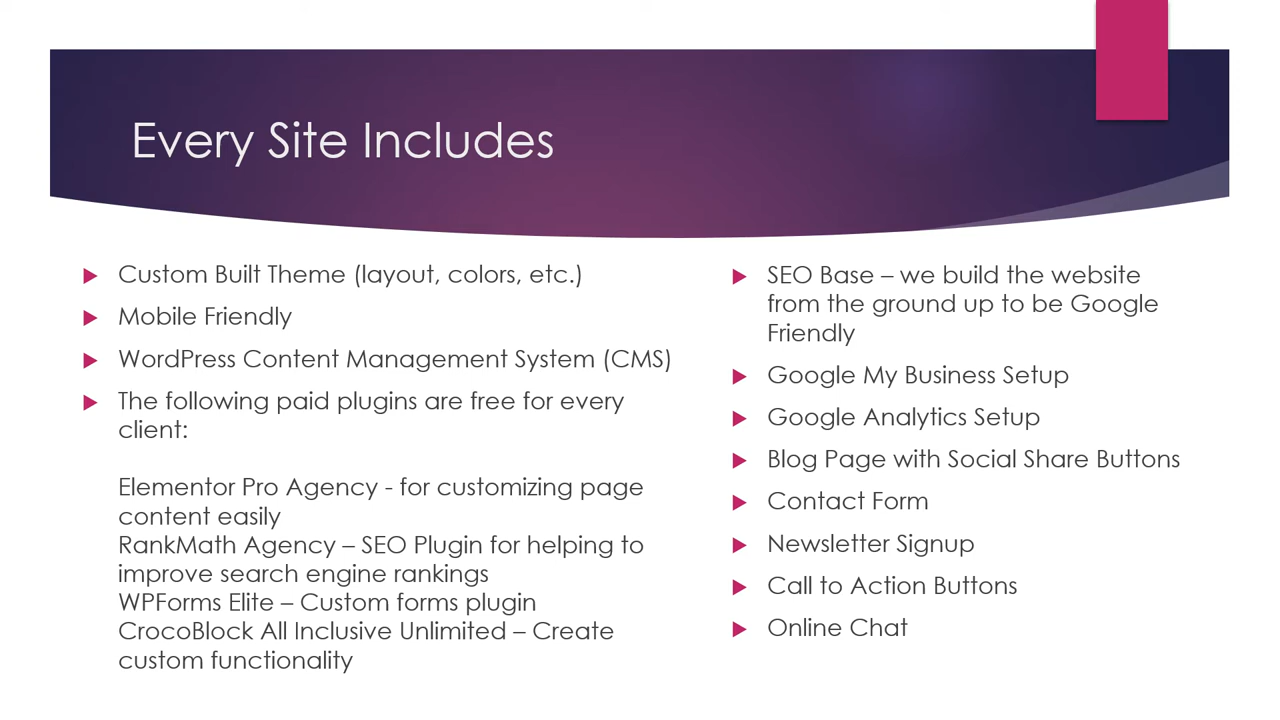 Every Site Includes
Custom Built Theme (layout, colors, etc.)
Mobile Friendly
WordPress Content Management System (CMS)
The following paid plugins are free for every
client:
Elementor Pro Agency - for customizing page
content easily
RankMath Agency – SEO Plugin for helping to
improve search engine rankings
WPForms Elite – Custom forms plugin
CrocoBlock All Inclusive Unlimited – Create
custom functionality
SEO Base – we build the website
from the ground up to be Google
Friendly
Google My Business Setup
Google Analytics Setup
Blog Page with Social Share Buttons
Contact Form
Newsletter Signup
Call to Action Buttons
Online Chat